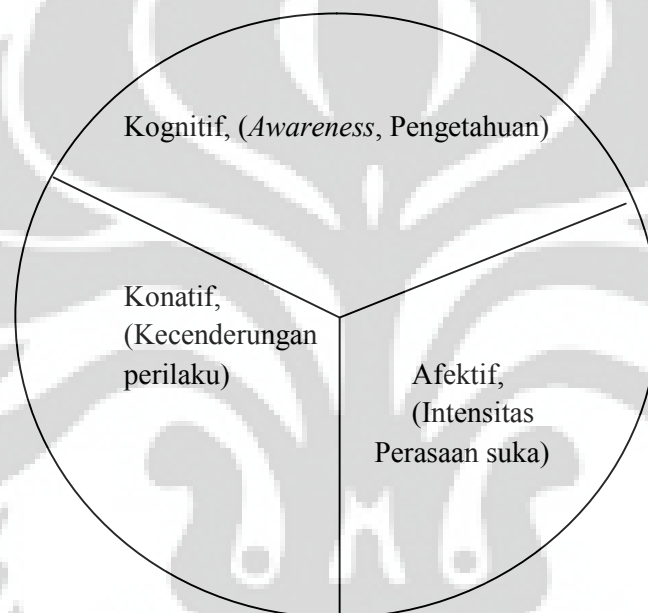 Kognitif, (Awareness, Pengetahuan)
Konatif,
(Kecenderungan
perilaku)
Afektif,
(Intensitas
Perasaan suka)